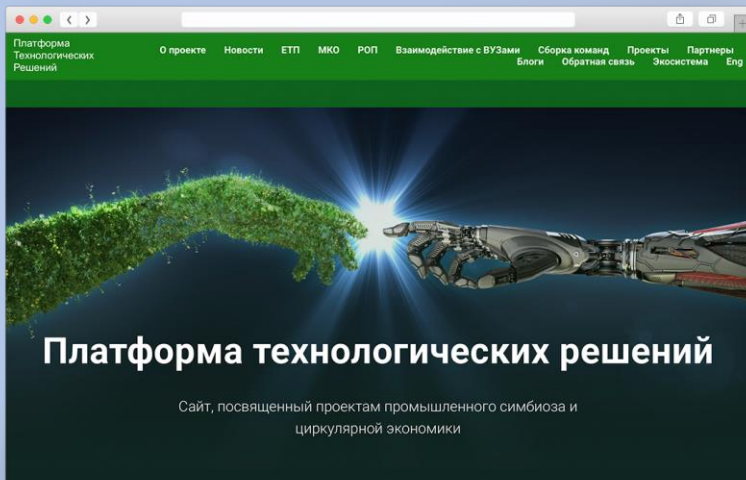 Платформа
Технологических
Решений
О проекте Новости ЕТП МКО РОП Взаимодействие с ВУЗами Сборка команд Проекты Партнеры
Блоги Обратная связь Экосистема Eng
Платформа технологических решений
Сайт, посвященный проектам промышленного симбиоза и
циркулярной экономики